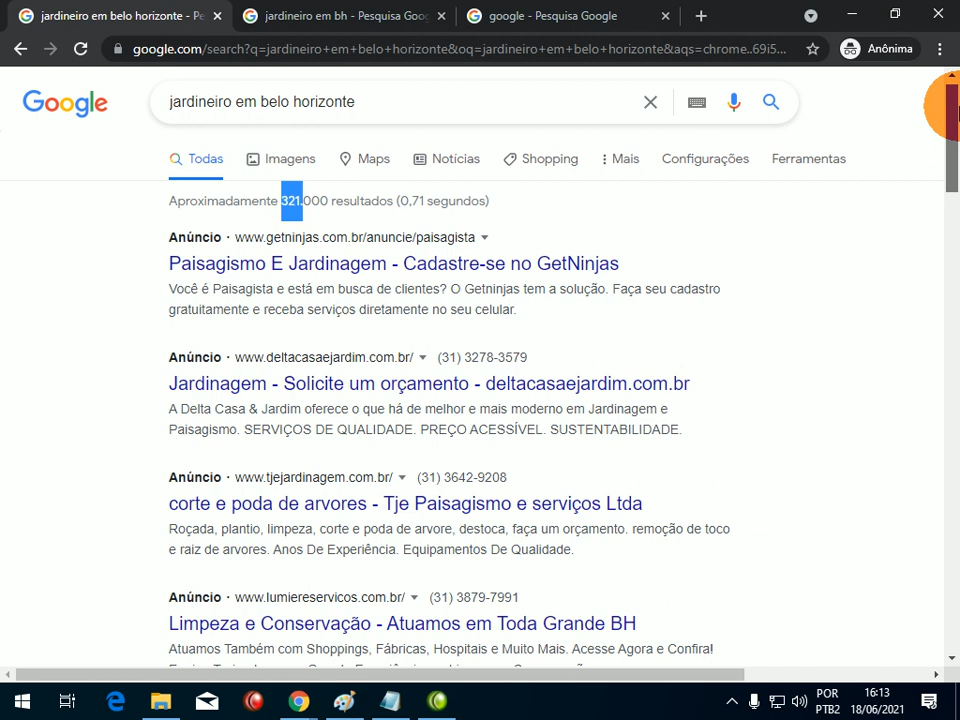 jardineiro em belo horizonte - Pe
jardineiro em bh - Pesquisa Goo
google - Pesquisa Google
google.com/search?q=jardineiro+em+belo+horizonte&oq=jardineiro+em+belo+horizonte&aqs=chrome..69i5...
Anônima
Google
jardineiro em belo horizonte
Todas
Imagens
Maps
Notícias
Shopping
Mais
Configurações
Ferramentas
Aproximadamente 321.000 resultados (0,71 segundos)
Anúncio · www.getninjas.com.br/anuncie/paisagista
Paisagismo E Jardinagem - Cadastre-se no GetNinjas
Você é Paisagista e está em busca de clientes? O Getninjas tem a solução. Faça seu cadastro
gratuitamente e receba serviços diretamente no seu celular.
Anúncio · www.deltacasaejardim.com.br/ (31) 3278-3579
Jardinagem - Solicite um orçamento - deltacasaejardim.com.br
A Delta Casa & Jardim oferece o que há de melhor e mais moderno em Jardinagem e
Paisagismo. SERVIÇOS DE QUALIDADE. PREÇO ACESSÍVEL. SUSTENTABILIDADE.
Anúncio · www.tjejardinagem.com.br/ (31) 3642-9208
corte e poda de arvores - Tje Paisagismo e serviços Ltda
Roçada, plantio, limpeza, corte e poda de arvore, destoca, faça um orçamento. remoção de toco
e raiz de arvores. Anos De Experiência. Equipamentos De Qualidade.
Anúncio · www.lumiereservicos.com.br/ (31) 3879-7991
Limpeza e Conservação - Atuamos em Toda Grande BH
Atuamos Também com Shoppings, Fábricas, Hospitais e Muito Mais. Acesse Agora e Confira!
POR
PTB2
16:13
18/06/2021